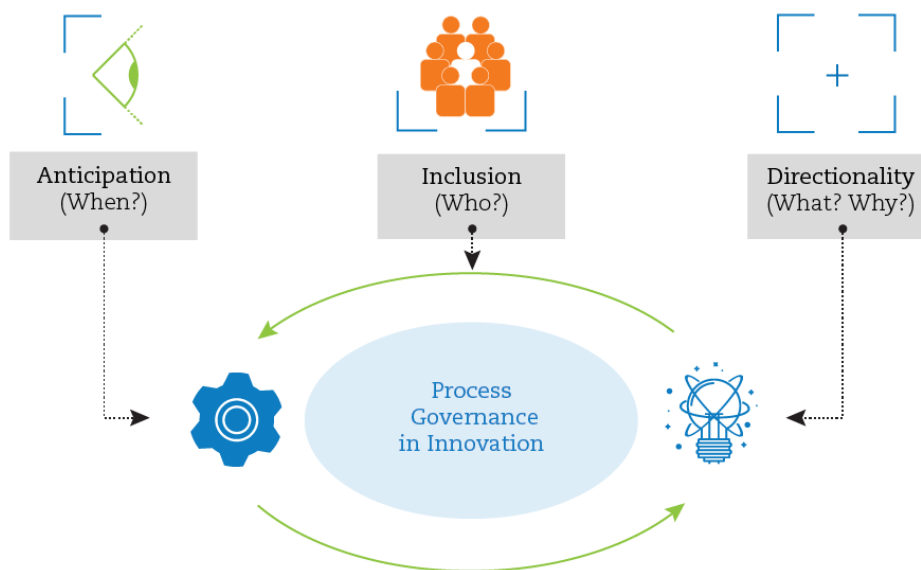 Anticipation
(When?)
Inclusion
(Who?)
Directionality
(What? Why?)
Process
Governance
in Innovation